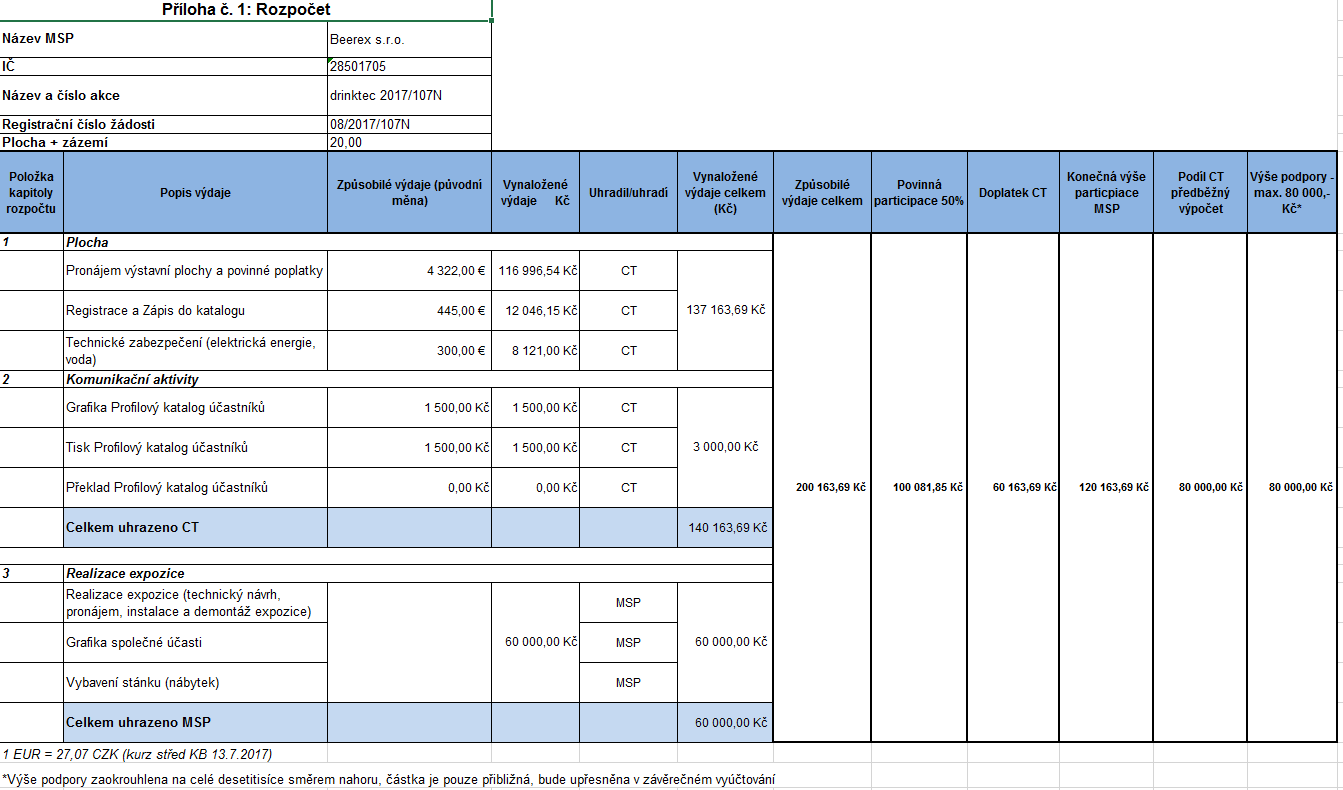 Příloha č. 1: Rozpočet
Název MSP Beerex s.r.o.
IČ 28501705
Název a číslo akce drinktec 2017/107N
Registrační číslo žádosti 08/2017/107N
Plocha + zázemí 20,00
Položka kapitoly rozpočtu Popis výdaje Způsobilé výdaje (původní měna) Vynaložené výdaje Kč Uhradil/uhradí Vynaložené výdaje celkem (Kč) Způsobilé výdaje celkem Povinná participace 50% Doplatek CT Konečná výše particpiace MSP Podíl CT předběžný výpočet Výše podpory - max. 80 000,- Kč*
1 Plocha
Pronájem výstavní plochy a povinné poplatky 4 322,00 € 116 996,54 Kč CT
Registrace a Zápis do katalogu 445,00 € 12 046,15 Kč CT 137 163,69 Kč
Technické zabezpečení (elektrická energie,
voda) 300,00 € 8 121,00 Kč CT
2 Komunikační aktivity
Grafika Profilový katalog účastníků 1 500,00 Kč 1 500,00 Kč CT
Tisk Profilový katalog účastníků 1 500,00 Kč 1 500,00 Kč CT 3 000,00 Kč
Překlad Profilový katalog účastníků 0,00 Kč 0,00 Kč CT 200 163,69 Kč 100 081,85 Kč 60 163,69 Kč 120 163,69 Kč 80 000,00 Kč 80 000,00 Kč
Celkem uhrazeno CT 140 163,69 Kč
3 Realizace expozice
Realizace expozice (technický návrh,
pronájem, instalace a demontáž expozice) MSP
Grafika společné účasti 60 000,00 Kč MSP 60 000,00 Kč
Vybavení stánku (nábytek) MSP
Celkem uhrazeno MSP 60 000,00 Kč
1 EUR = 27,07 CZK (kurz střed KB 13.7.2017)
*Výše podpory zaokrouhlena na celé desetitisíce směrem nahoru, částka je pouze přibližná, bude upřesněna v závěrečném vyúčtování